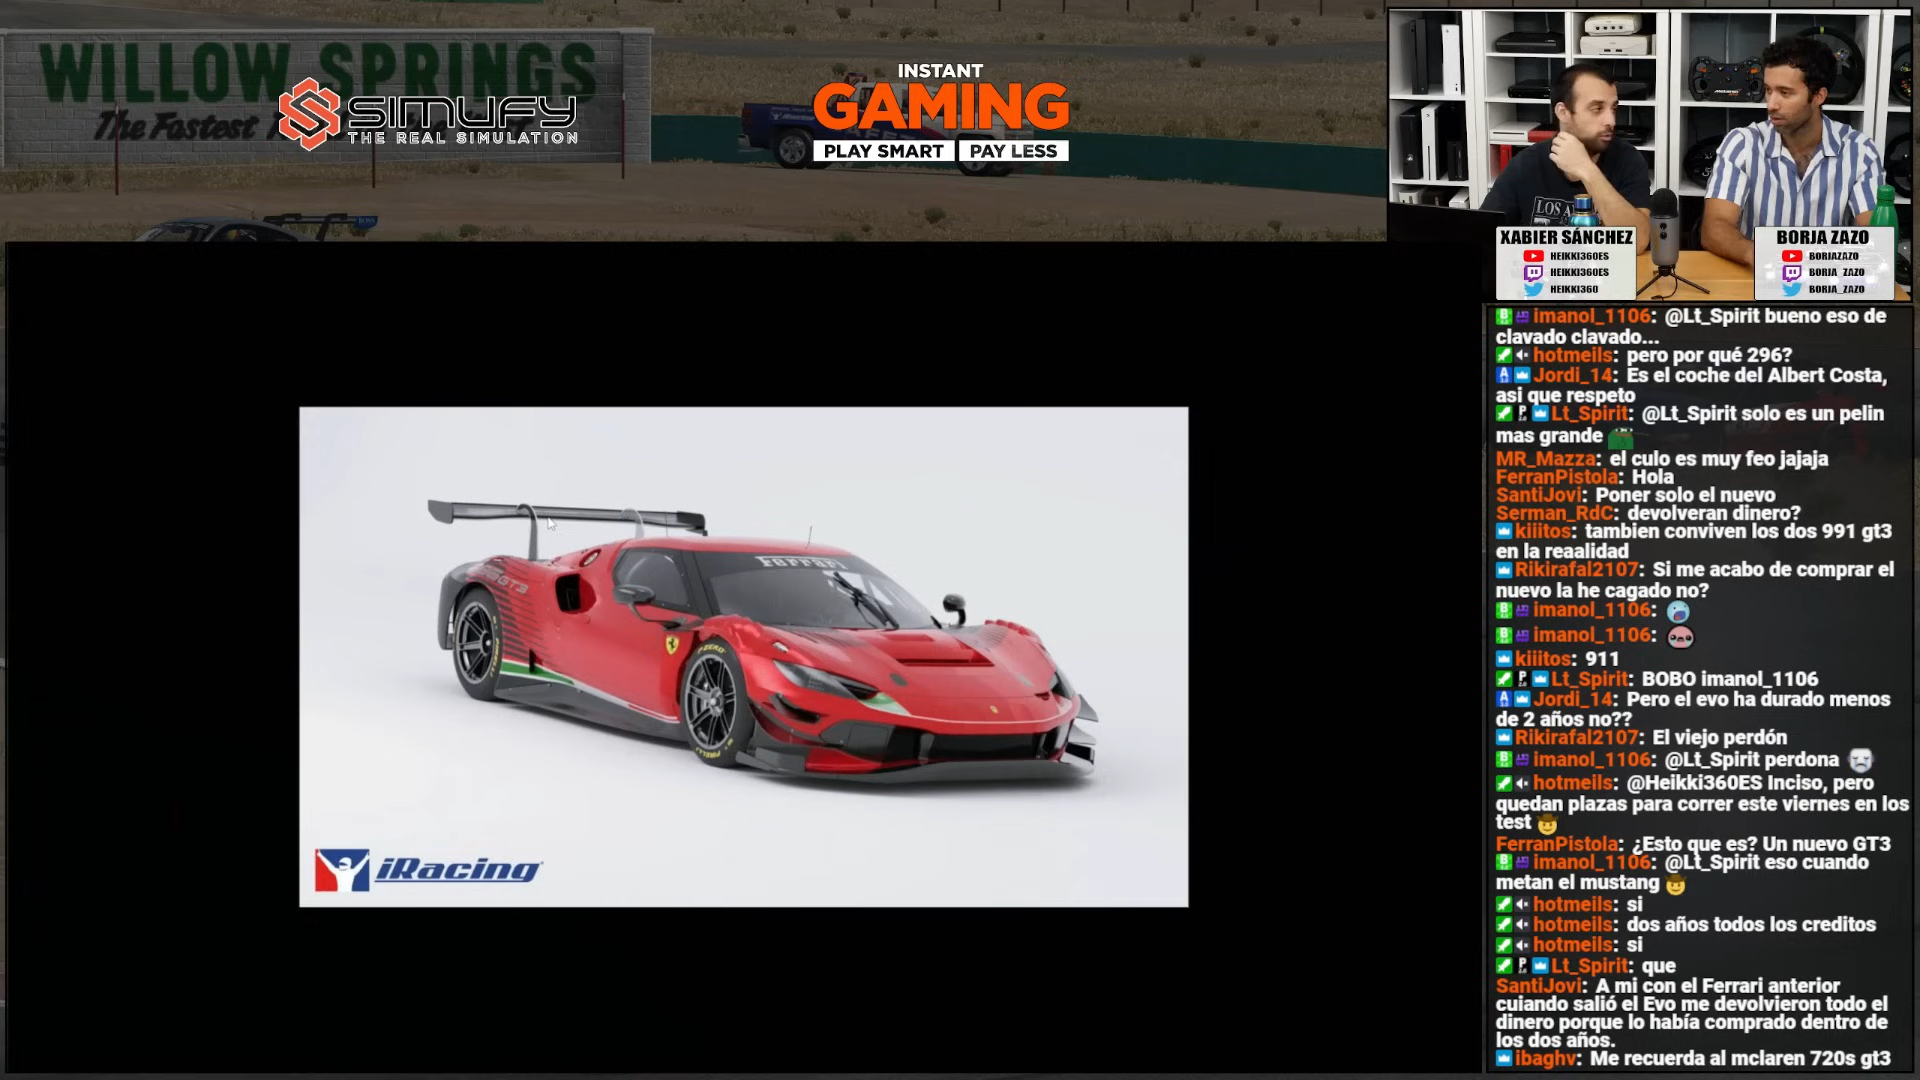 WILLOW SPRINGS
The Fastest
SIMUFY
THE REAL SIMULATION
INSTANT
GAMING
PLAY SMART PAY LESS
LOS A
XABIER SÁNCHEZ
HEIKKI360ES
HEIKKI360ES
HEIKKI360
BORJA ZAZO
BORJAZAZO
BORJA_ZAZO
BORJA_ZAZO
Ferrari
GT3
P ZERO
PIRELLI
iRacing
imanol_1106: @Lt_Spirit bueno eso de
clavado clavado...
hotmeils: pero por qué 296?
Jordi_14: Es el coche del Albert Costa,
asi que respeto
Lt_Spirit: @Lt_Spirit solo es un pelin
mas grande
MR_Mazza: el culo es muy feo jajaja
FerranPistola: Hola
SantiJovi: Poner solo el nuevo
Serman_RdC: devolveran dinero?
kiiitos: tambien conviven los dos 991 gt3
en la reaalidad
Rikirafal2107: Si me acabo de comprar el
nuevo la he cagado no?
imanol_1106:
imanol_1106:
kiiitos: 911
Lt_Spirit: BOBO imanol_1106
Jordi_14: Pero el evo ha durado menos
de 2 años no??
Rikirafal2107: El viejo perdón
imanol_1106: @Lt_Spirit perdona
hotmeils: @Heikki360ES Inciso, pero
quedan plazas para correr este viernes en los
test
FerranPistola: ¿Esto que es? Un nuevo GT3
imanol_1106: @Lt_Spirit eso cuando
metan el mustang
hotmeils: si
hotmeils: dos años todos los creditos
hotmeils: si
Lt_Spirit: que
SantiJovi: A mi con el Ferrari anterior
cuiando salió el Evo me devolvieron todo el
dinero porque lo había comprado dentro de
los dos años.
ibaghv: Me recuerda al mclaren 720s gt3